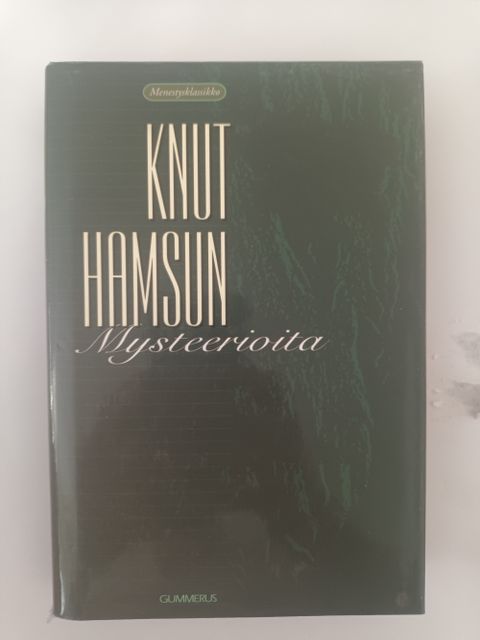 Menestysklassikko
KNUT
HAMSUN
Mysteerioita
GUMMERUS